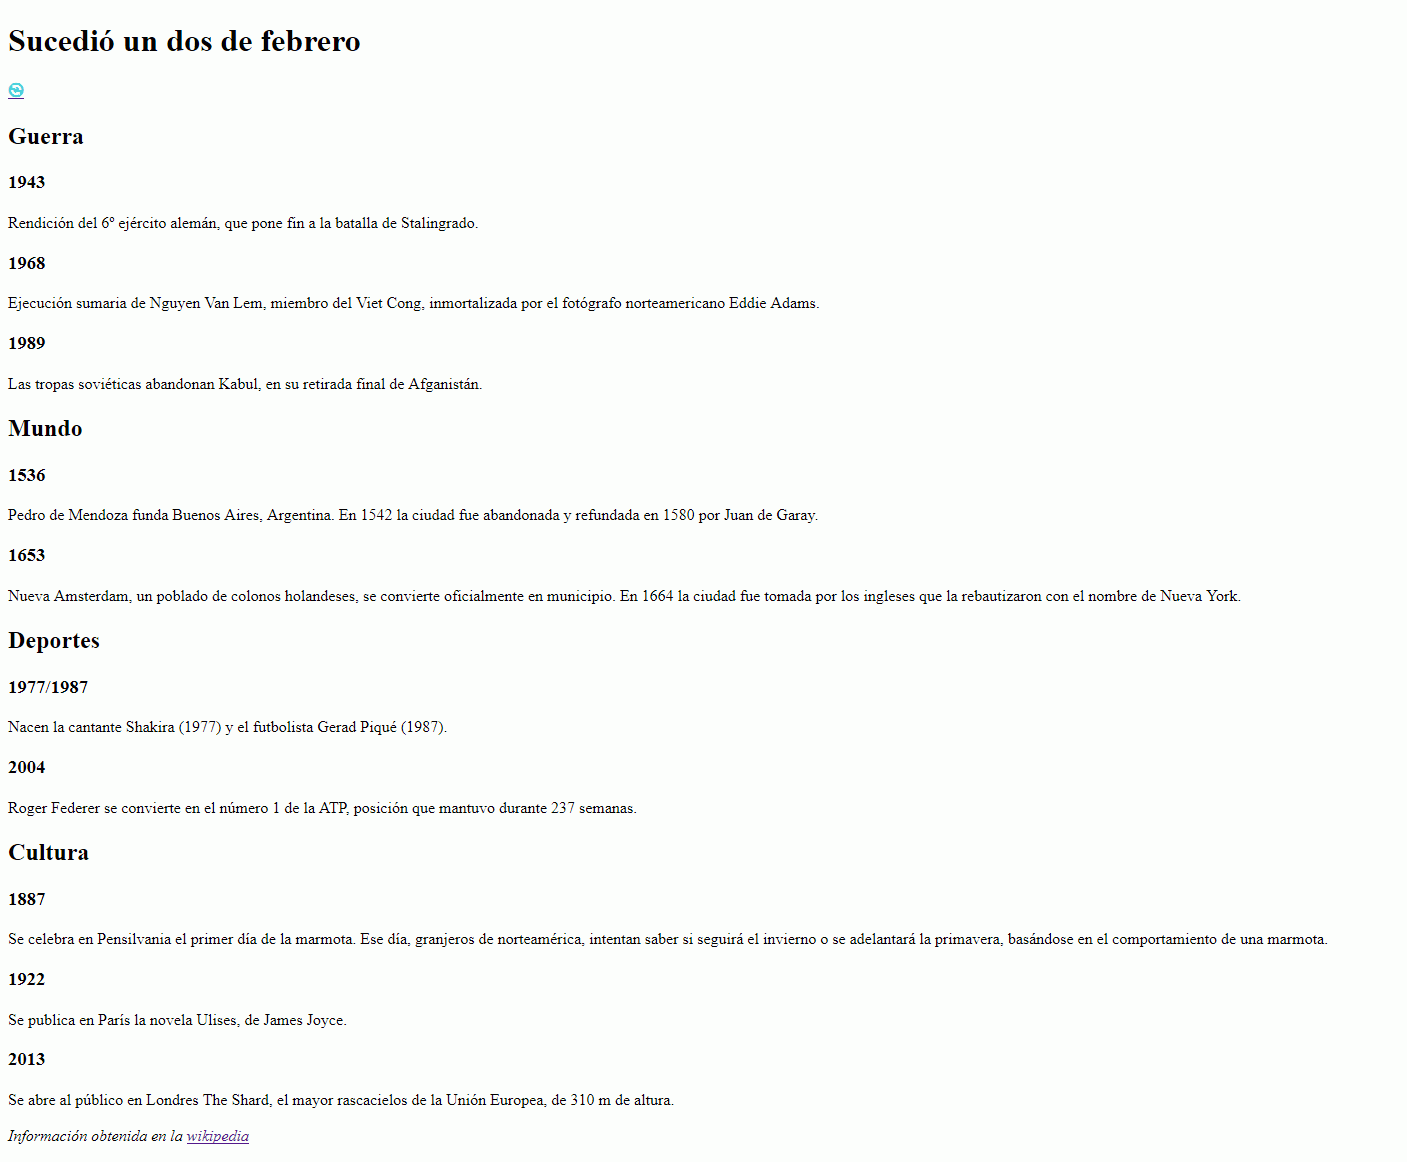 Sucedió un dos de febrero
Guerra
1943
Rendición del 6º ejército alemán, que pone fin a la batalla de Stalingrado.
1968
Ejecución sumaria de Nguyen Van Lem, miembro del Viet Cong, inmortalizada por el fotógrafo norteamericano Eddie Adams.
1989
Las tropas soviéticas abandonan Kabul, en su retirada final de Afganistán.
Mundo
1536
Pedro de Mendoza funda Buenos Aires, Argentina. En 1542 la ciudad fue abandonada y refundada en 1580 por Juan de Garay.
1653
Nueva Amsterdam, un poblado de colonos holandeses, se convierte oficialmente en municipio. En 1664 la ciudad fue tomada por los ingleses que la rebautizaron con el nombre de Nueva York.
Deportes
1977/1987
Nacen la cantante Shakira (1977) y el futbolista Gerad Piqué (1987).
2004
Roger Federer se convierte en el número 1 de la ATP, posición que mantuvo durante 237 semanas.
Cultura
1887
Se celebra en Pensilvania el primer día de la marmota. Ese día, granjeros de norteamérica, intentan saber si seguirá el invierno o se adelantará la primavera, basándose en el comportamiento de una marmota.
1922
Se publica en París la novela Ulises, de James Joyce.
2013
Se abre al público en Londres The Shard, el mayor rascacielos de la Unión Europea, de 310 m de altura.
Información obtenida en la wikipedia